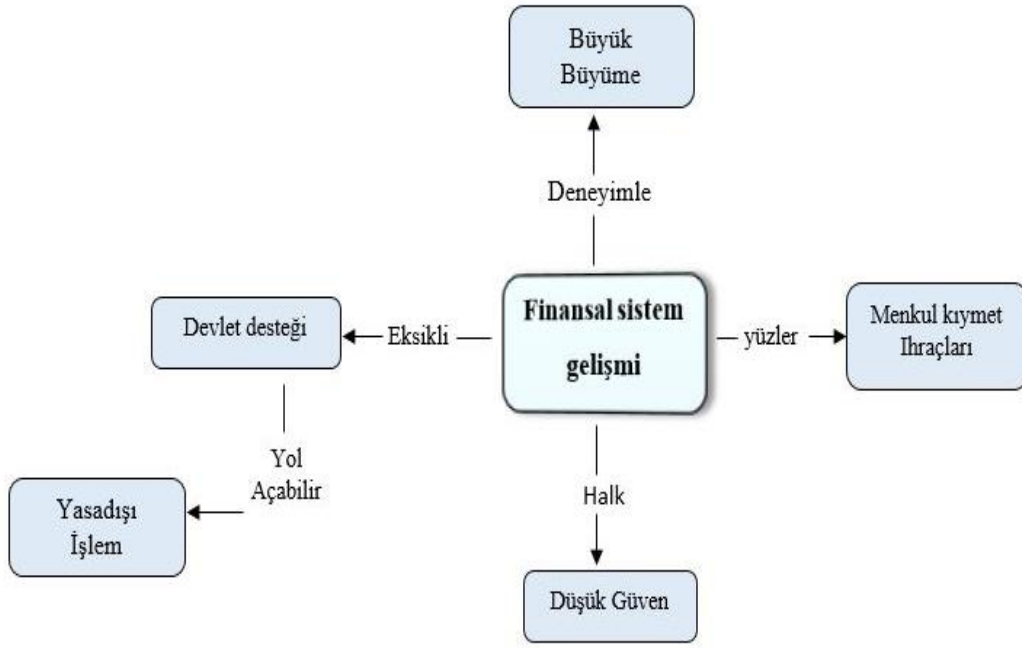 Büyük
Büyüme
Deneyimle
Finansal sistem
gelişmi
Devlet desteği
Eksikli
yüzler
Menkul kıymet
Ihraçları
Yol
Açabilir
Halk
Yasadışı
İşlem
Düşük Güven